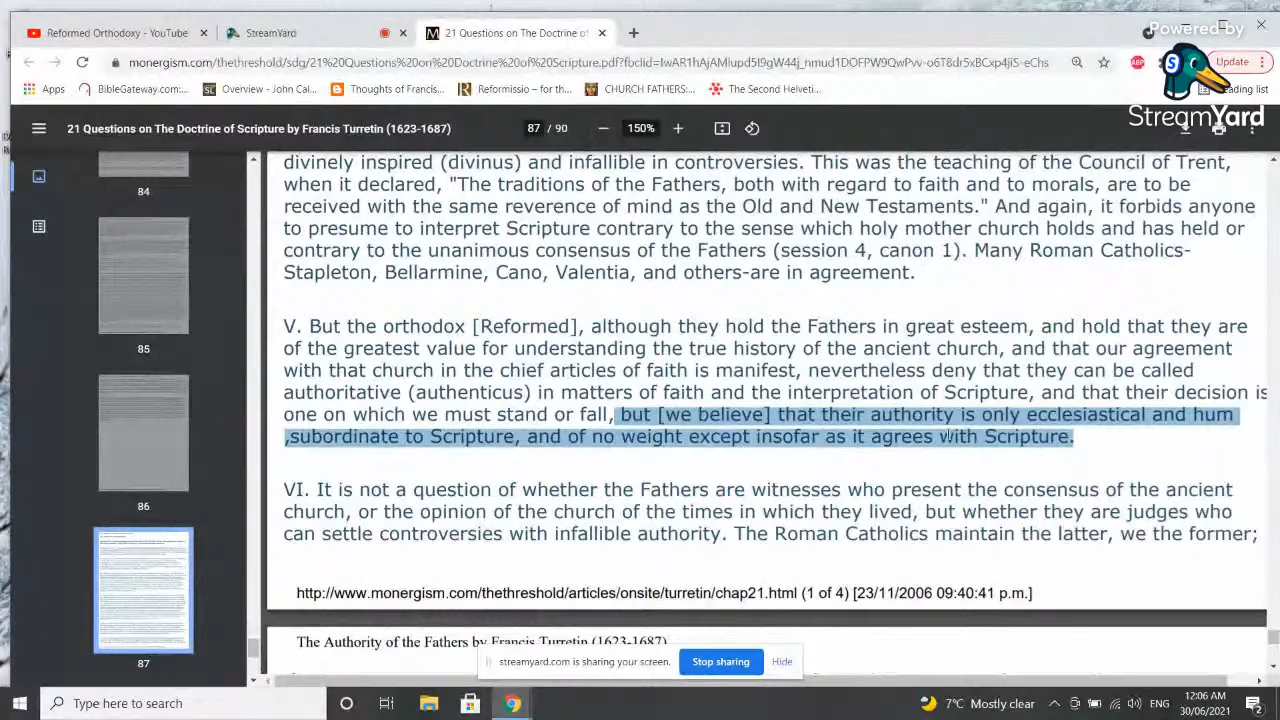 Reformed Orthodoxy - YouTube
StreamYard
21 Questions on The Doctrine of
Powered by
monergism.com/thethreshold/sdg/21%20Questions%20on%20Doctrine%20of%20Scripture.pdf?fbclid=
Update
Apps
BibleGateway.com:...
Overview - John Cal...
Thoughts of Francis...
Reformiseal – for th...
CHURCH FATHERS:...
The Second Helveti...
Reading list
StreamYard
21 Questions on The Doctrine of Scripture by Francis Turretin (1623-1687)
87 / 90
150%
84
85
86
87
divinely inspired (divinus) and infallible in controversies. This was the teaching of the Council of Trent,
when it declared, "The traditions of the Fathers, both with regard to faith and to morals, are to be
received with the same reverence of mind as the Old and New Testaments." And again, it forbids anyone
to presume to interpret Scripture contrary to the sense which holy mother church holds and has held or
contrary to the unanimous consensus of the Fathers (session 4, canon 1). Many Roman Catholics-
Stapleton, Bellarmine, Cano, Valentia, and others-are in agreement.
V. But the orthodox [Reformed], although they hold the Fathers in great esteem, and hold that they are
of the greatest value for understanding the true history of the ancient church, and that our agreement
with that church in the chief articles of faith is manifest, nevertheless deny that they can be called
authoritative (authenticus) in matters of faith and the interpretation of Scripture, and that their decision is
one on which we must stand or fall, but [we believe] that their authority is only ecclesiastical and hum
,subordinate to Scripture, and of no weight except insofar as it agrees with Scripture.
VI. It is not a question of whether the Fathers are witnesses who present the consensus of the ancient
church, or the opinion of the church of the times in which they lived, but whether they are judges who
can settle controversies with infallible authority. The Roman Catholics maintain the latter, we the former;
http://www.monergism.com/thethreshold/articles/onsite/turretin/chap21.html (1 of 4) [23/11/2006 09:40:41 p.m.]
The Authority of the Fathers by Francis Turretin (1623-1687)
streamyard.com is sharing your screen.
Stop sharing
Hide
Type here to search
7°C Mostly clear
ENG
12:06 AM
30/06/2021
2